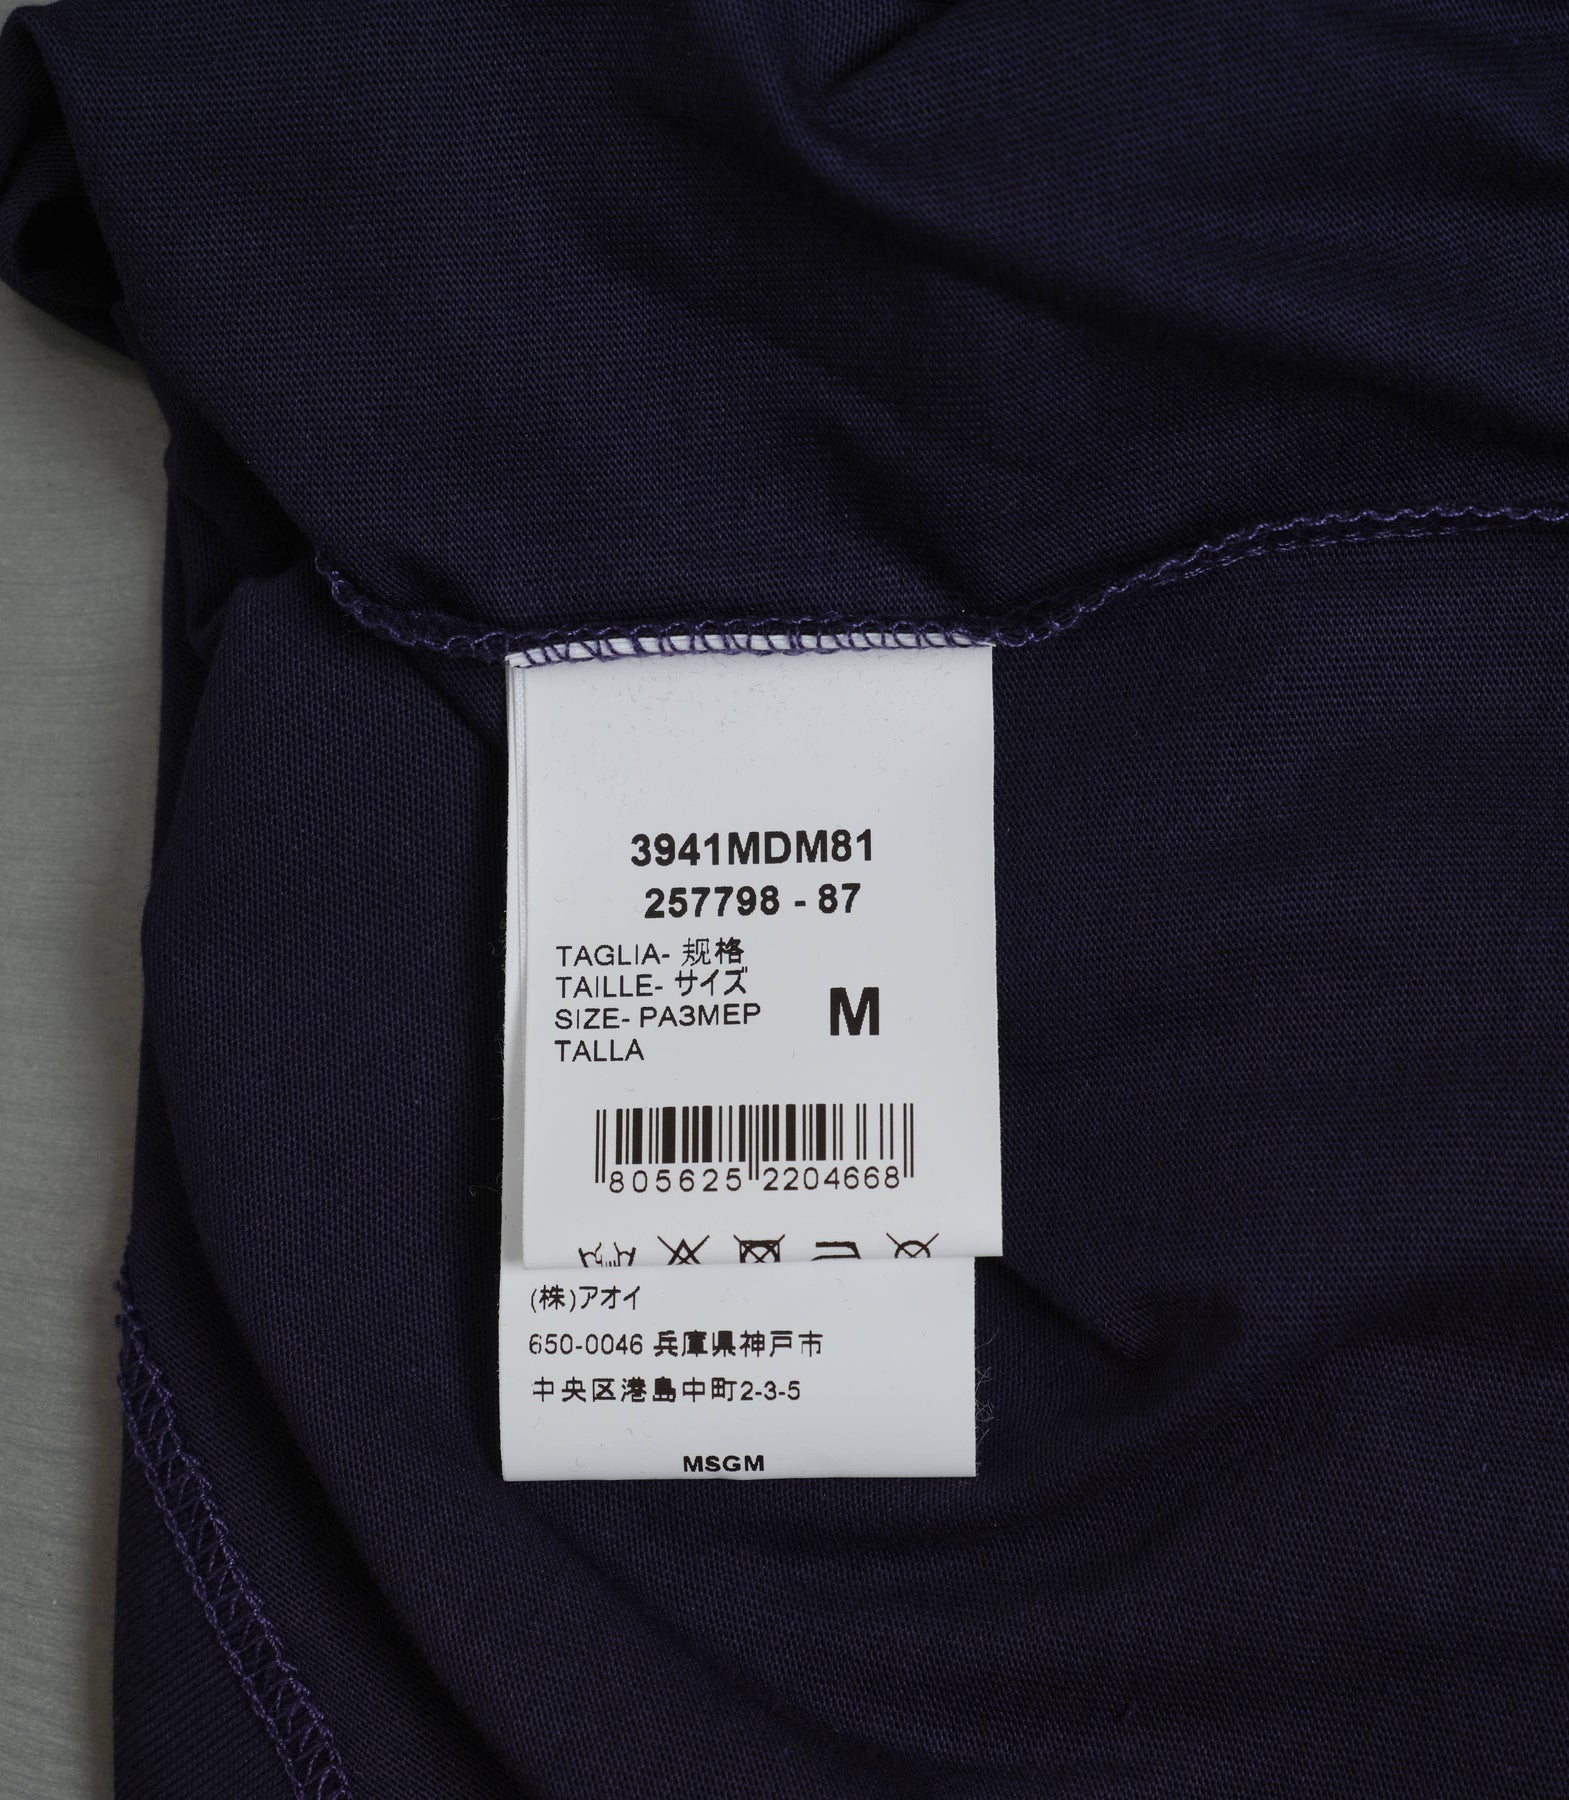 3941MDM81
257798 - 87
TAGLIA- 规格
TAILLE- サイズ
SIZE- РАЗМЕР
TALLA
M
805625 2204668
(株)アオイ
650-0046 兵庫県神戸市
中央区港島中町2-3-5
MSGM